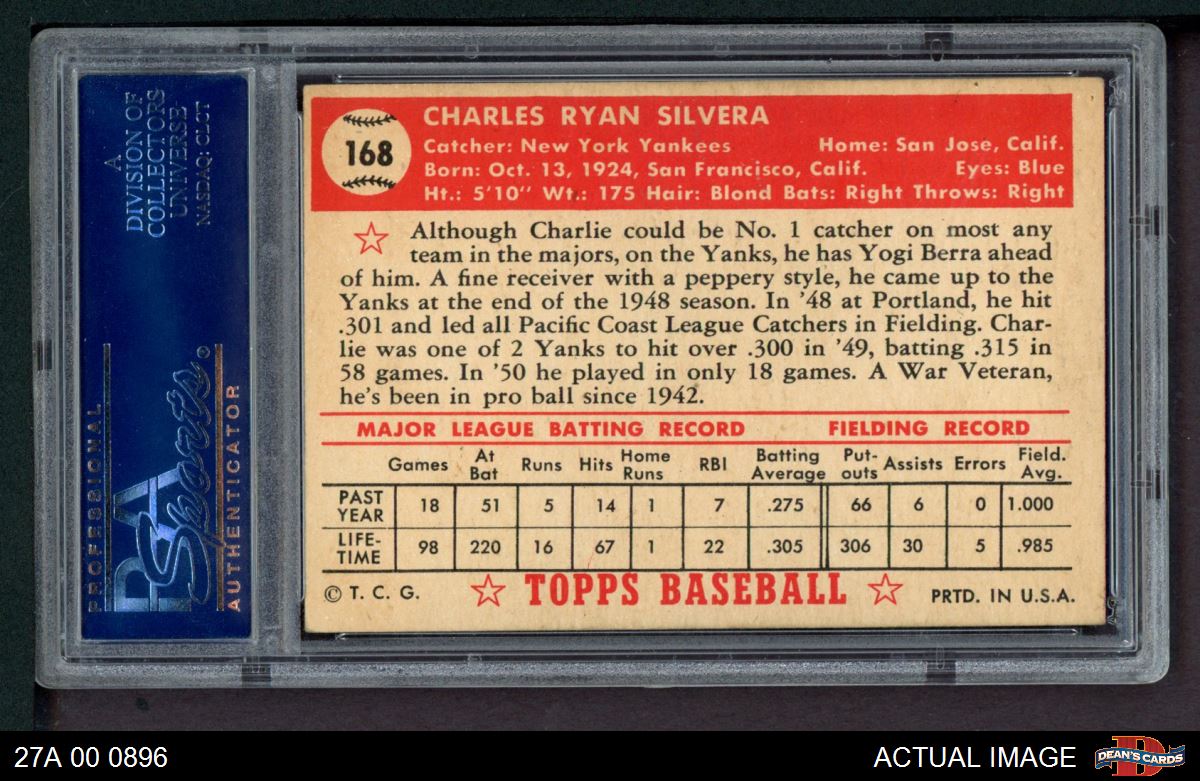 A
DIVISION OF
COLLECTORS
UNIVERSE
NASDAQ: CLCT
PROFESSIONAL
PSA
Sports®
AUTHENTICATOR
168
CHARLES RYAN SILVERA
Catcher: New York Yankees Home: San Jose, Calif.
Born: Oct. 13, 1924, San Francisco, Calif. Eyes: Blue
Ht.: 5'10" Wt.: 175 Hair: Blond Bats: Right Throws: Right
Although Charlie could be No. 1 catcher on most any
team in the majors, on the Yanks, he has Yogi Berra ahead
of him. A fine receiver with a peppery style, he came up to the
Yanks at the end of the 1948 season. In '48 at Portland, he hit
.301 and led all Pacific Coast League Catchers in Fielding. Char-
lie was one of 2 Yanks to hit over .300 in '49, batting .315 in
58 games. In '50 he played in only 18 games. A War Veteran,
he's been in pro ball since 1942.
MAJOR LEAGUE BATTING RECORD FIELDING RECORD
Games At Bat Runs Hits Home Runs RBI Batting Average Put-outs Assists Errors Field. Avg.
PAST YEAR 18 51 5 14 1 7 .275 66 6 0 1.000
LIFE-TIME 98 220 16 67 1 22 .305 306 30 5 .985
© T. C. G. TOPPS BASEBALL PRTD. IN U.S.A.
27A 00 0896 ACTUAL IMAGE
D
DEAN'S CARDS